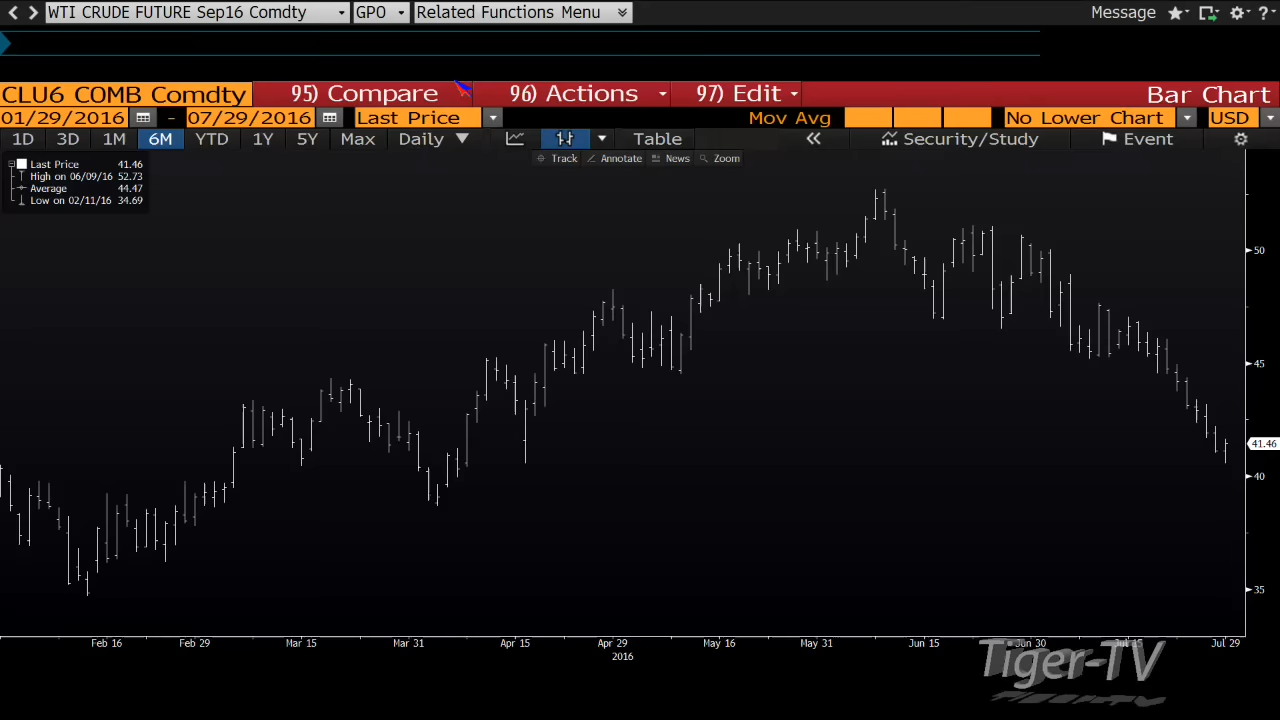 WTI CRUDE FUTURE Sep16 Comdty GPO Related Functions Menu Message ?
CLU6 COMB Comdty 95) Compare 96) Actions 97) Edit Bar Chart
01/29/2016 - 07/29/2016 Last Price Mov Avg No Lower Chart USD
1D 3D 1M 6M YTD 1Y 5Y Max Daily Table Security/Study Event
Track Annotate News Zoom
Last Price 41.46
High on 06/09/16 52.73
Average 44.47
Low on 02/11/16 34.69
50
45
41.46
40
35
Feb 16 Feb 29 Mar 15 Mar 31 Apr 15 Apr 29 May 16 May 31 Jun 15 Jun 30 Jul 15 Jul 29
2016
Tiger-TV